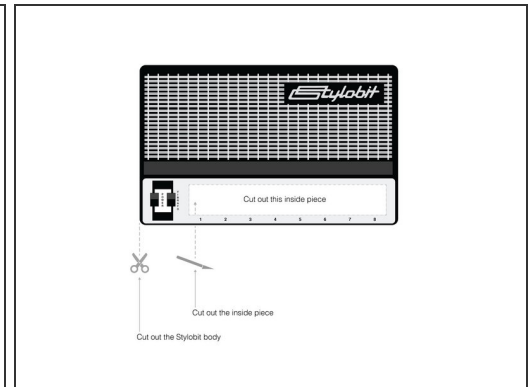 Stylobit
Cut out this inside piece
1 2 3 4 5 6 7 8
Cut out the inside piece
Cut out the Stylobit body